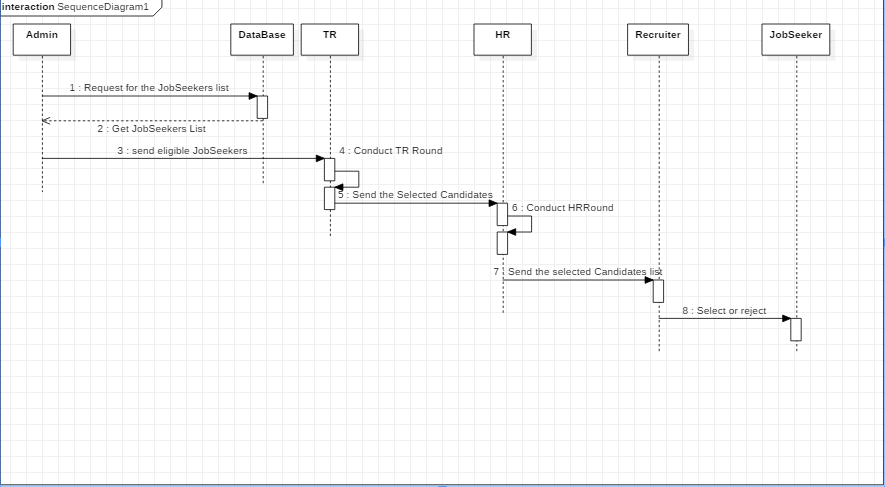 interaction SequenceDiagram1
Admin
DataBase
TR
HR
Recruiter
JobSeeker
1 : Request for the JobSeekers list
2 : Get JobSeekers List
3 : send eligible JobSeekers
4 : Conduct TR Round
5 : Send the Selected Candidates
6 : Conduct HRRound
7 : Send the selected Candidates list
8 : Select or reject